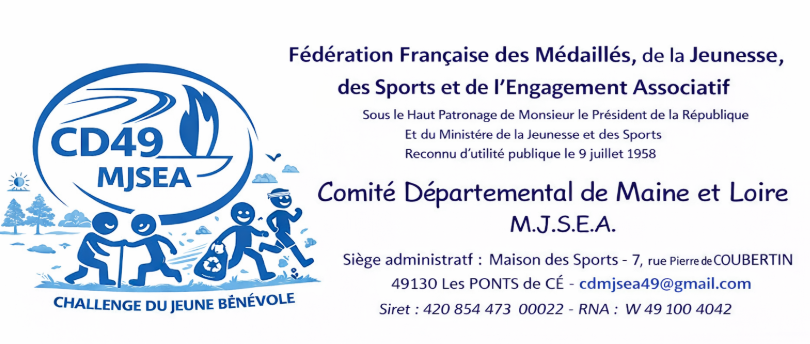 Fédération Française des Médaillés, de la Jeunesse,
des Sports et de l'Engagement Associatif
Sous le Haut Patronage de Monsieur le Président de la République
Et du Ministére de la Jeunesse et des Sports
Reconnu d'utilité publique le 9 juillet 1958
CD49
MJSEA
Comité Départemental de Maine et Loire
M.J.S.E.A.
Siège administratf : Maison des Sports - 7, rue Pierre de COUBERTIN
49130 Les PONTS de CÉ - cdmjsea49@gmail.com
Siret : 420 854 473 00022 - RNA : W 49 100 4042
CHALLENGE DU JEUNE BÉNÉVOLE